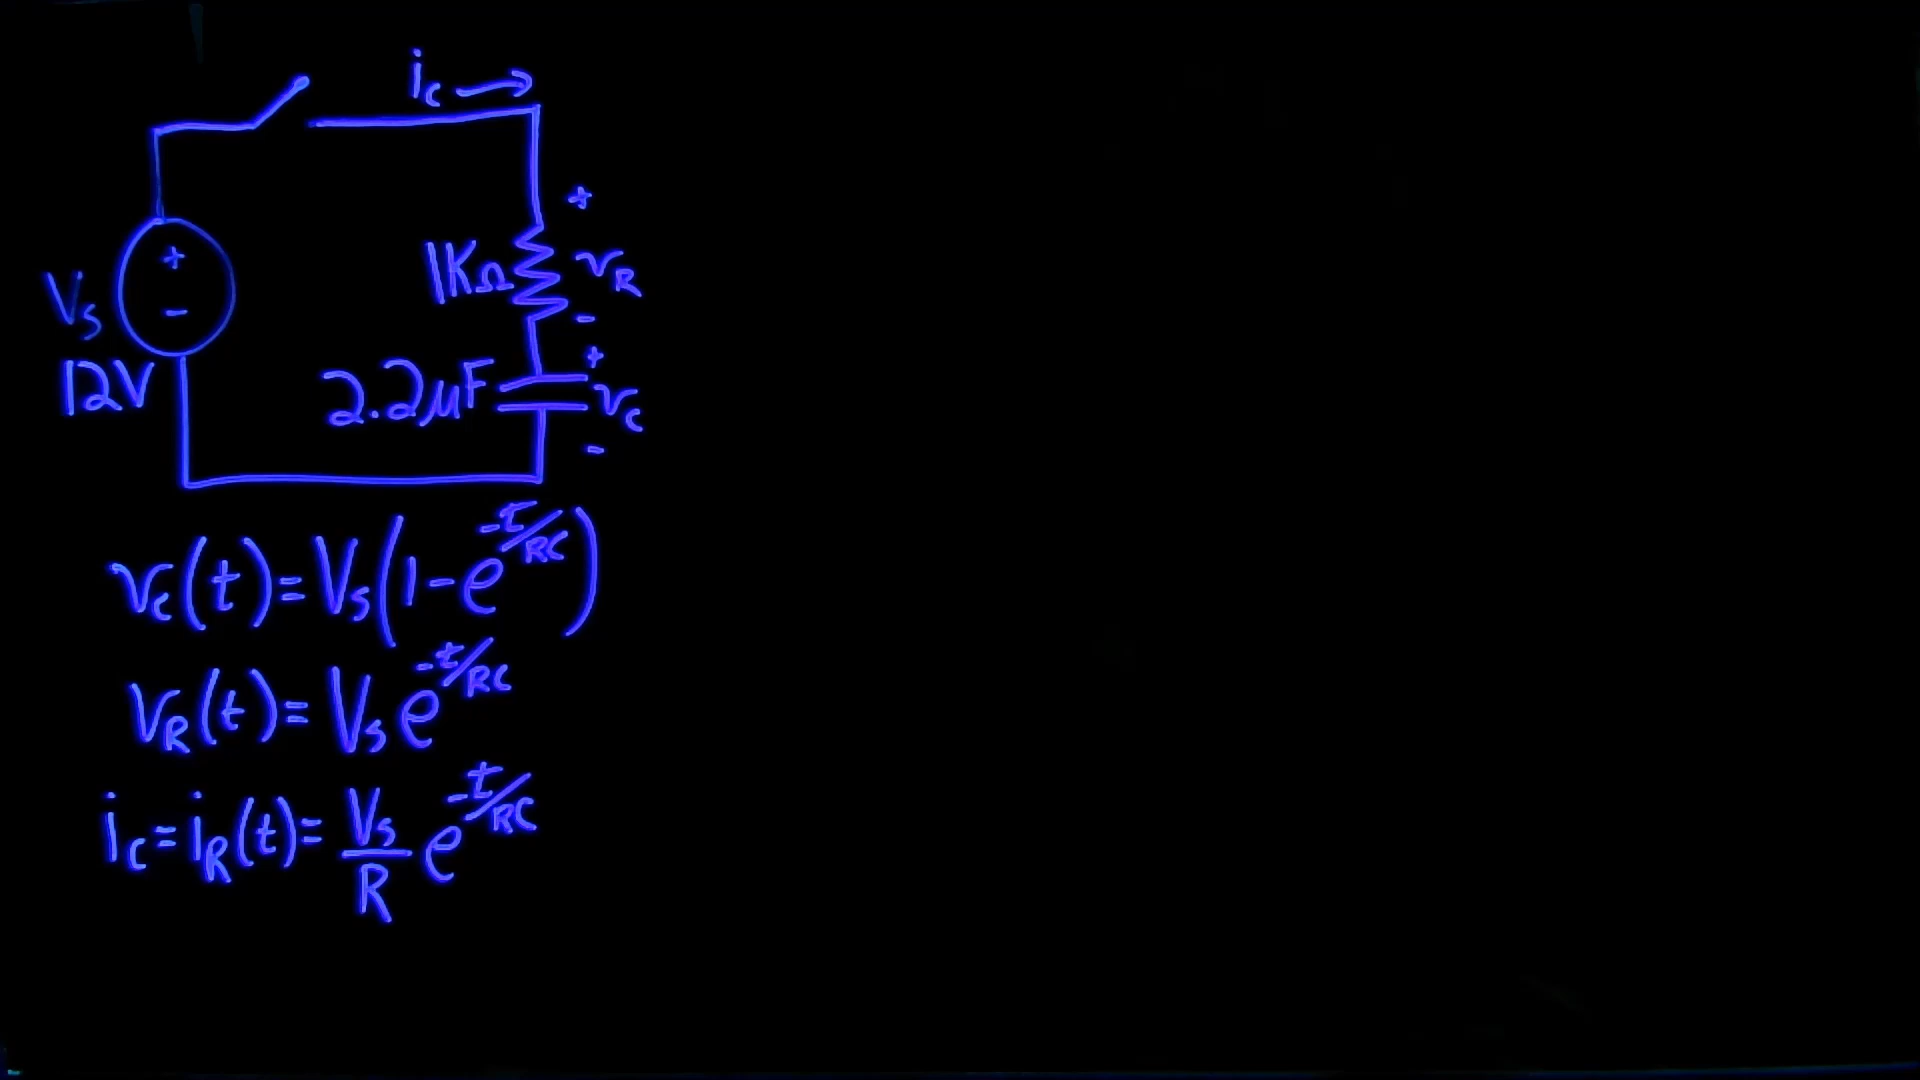 i_c →
+
1KΩ v_R
-
+
-
V_s
12V
+
2.2μF v_c
-
v_c(t)=V_s(1-e^{-t/RC})
v_R(t)=V_s e^{-t/RC}
i_c=i_R(t)=\frac{V_s}{R} e^{-t/RC}